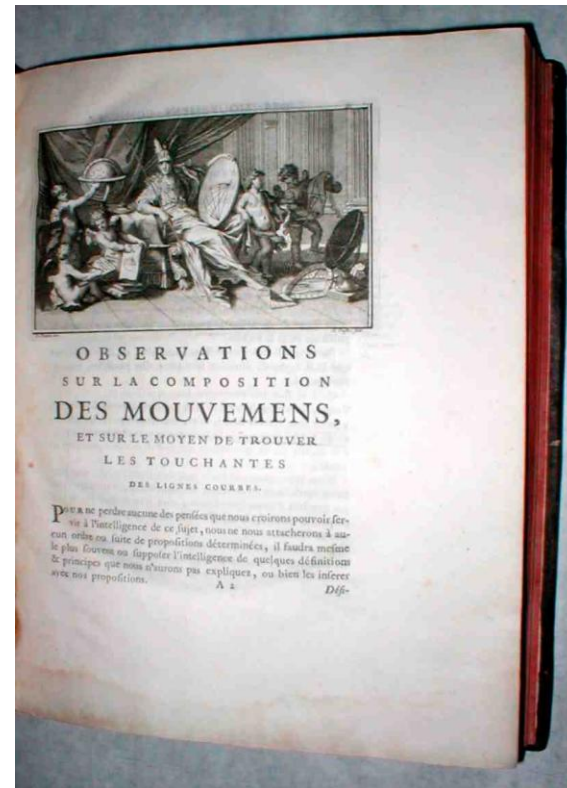 OBSERVATIONS
SUR LA COMPOSITION
DES MOUVEMENS,
ET SUR LE MOYEN DE TROUVER
LES TOUCHANTES
DES LIGNES COURBES.
POUR ne perdre aucune des pensées que nous croirons pouvoir ser-
vir à l'intelligence de ce sujet, nous ne nous attacherons à au-
cun ordre ou suite de propositions déterminées, il faudra mesme
le plus souvent ou supposer l'intelligence de quelques définitions
& principes que nous n'aurons pas expliquez, ou bien les inserer
avec nos propositions.
A 2
Défi-